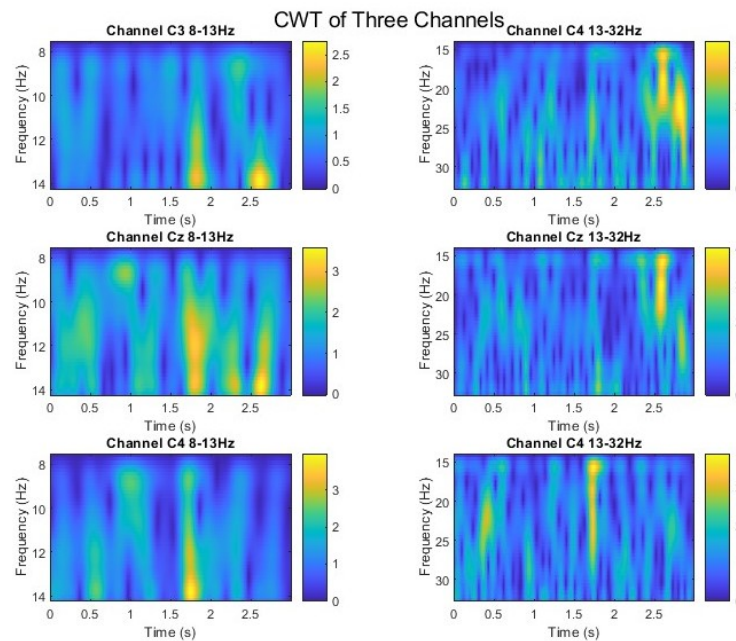 CWT of Three Channels
Channel C3 8-13Hz
Frequency (Hz)
8
10
12
14
0 0.5 1 1.5 2 2.5
Time (s)
2.5
2
1.5
1
0.5
0
Channel C4 13-32Hz
Frequency (Hz)
15
20
25
30
0 0.5 1 1.5 2 2.5
Time (s)
Channel Cz 8-13Hz
Frequency (Hz)
8
10
12
14
0 0.5 1 1.5 2 2.5
Time (s)
3
2
1
0
Channel Cz 13-32Hz
Frequency (Hz)
15
20
25
30
0 0.5 1 1.5 2 2.5
Time (s)
Channel C4 8-13Hz
Frequency (Hz)
8
10
12
14
0 0.5 1 1.5 2 2.5
Time (s)
3
2
1
0
Channel C4 13-32Hz
Frequency (Hz)
15
20
25
30
0 0.5 1 1.5 2 2.5
Time (s)